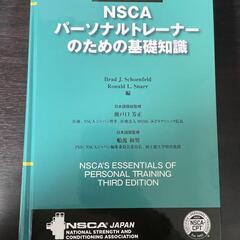 NSCA
パーソナルトレーナー
のための基礎知識
Brad J. Schoenfeld
Ronald L. Snarr
編
日本語版総監修
日本語版監修
NSCA'S ESSENTIALS OF
PERSONAL TRAINING
THIRD EDITION
NSCA JAPAN
NATIONAL STRENGTH AND
CONDITIONING ASSOCIATION
NSCA-
CPT